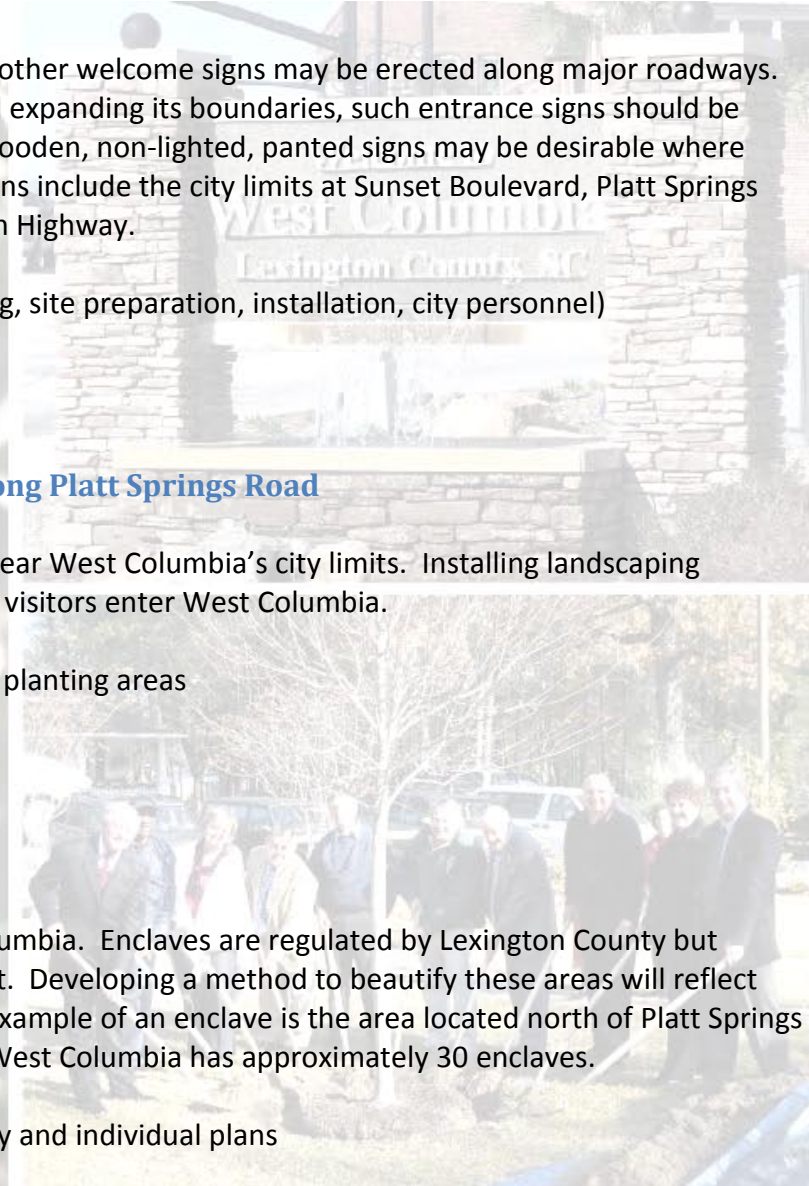 other welcome signs may be erected along major roadways.
expanding its boundaries, such entrance signs should be
ooden, non-lighted, panted signs may be desirable where
ns include the city limits at Sunset Boulevard, Platt Springs
n Highway.
West Columbia
Lexington County, SC
g, site preparation, installation, city personnel)
ong Platt Springs Road
ear West Columbia’s city limits. Installing landscaping
visitors enter West Columbia.
planting areas
umbia. Enclaves are regulated by Lexington County but
t. Developing a method to beautify these areas will reflect
xample of an enclave is the area located north of Platt Springs
West Columbia has approximately 30 enclaves.
y and individual plans